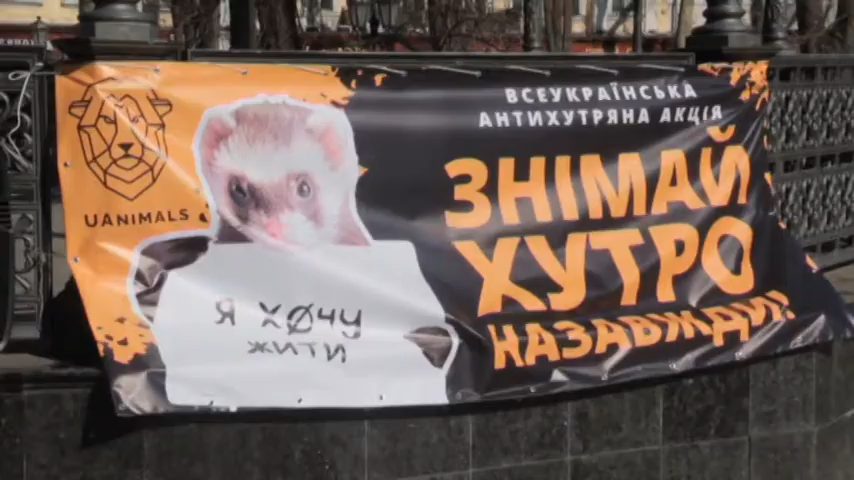 UANIMALS
Я ХОЧУ
ЖИТИ
ВСЕУКРАЇНСЬКА
АНТИХУТРЯНА АКЦІЯ
ЗНІМАЙ
ХУТРО
НАЗАВЖДИ!